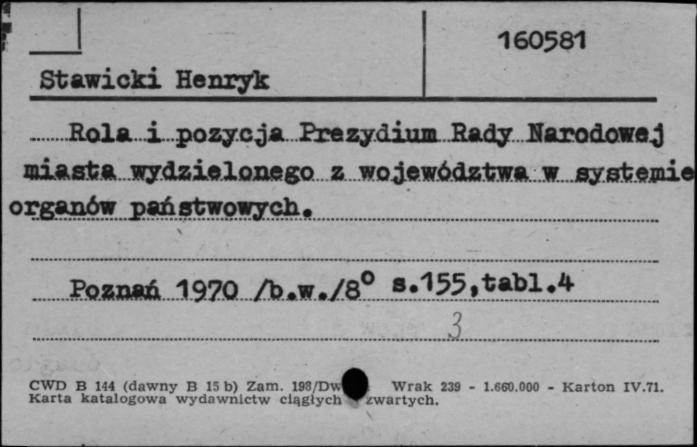 160581
Stawicki Henryk
Rola i pozycja Prezydium Rady Narodowej
miasta wydzielonego z województwa w systemie
organów państwowych.
Poznań 1970 /b.w./8° s.155,tabl.4
3
CWD B 144 (dawny B 15 b) Zam. 198/Dw Wrak 239 - 1.660.000 - Karton IV.71.
Karta katalogowa wydawnictw ciągłych zwartych.